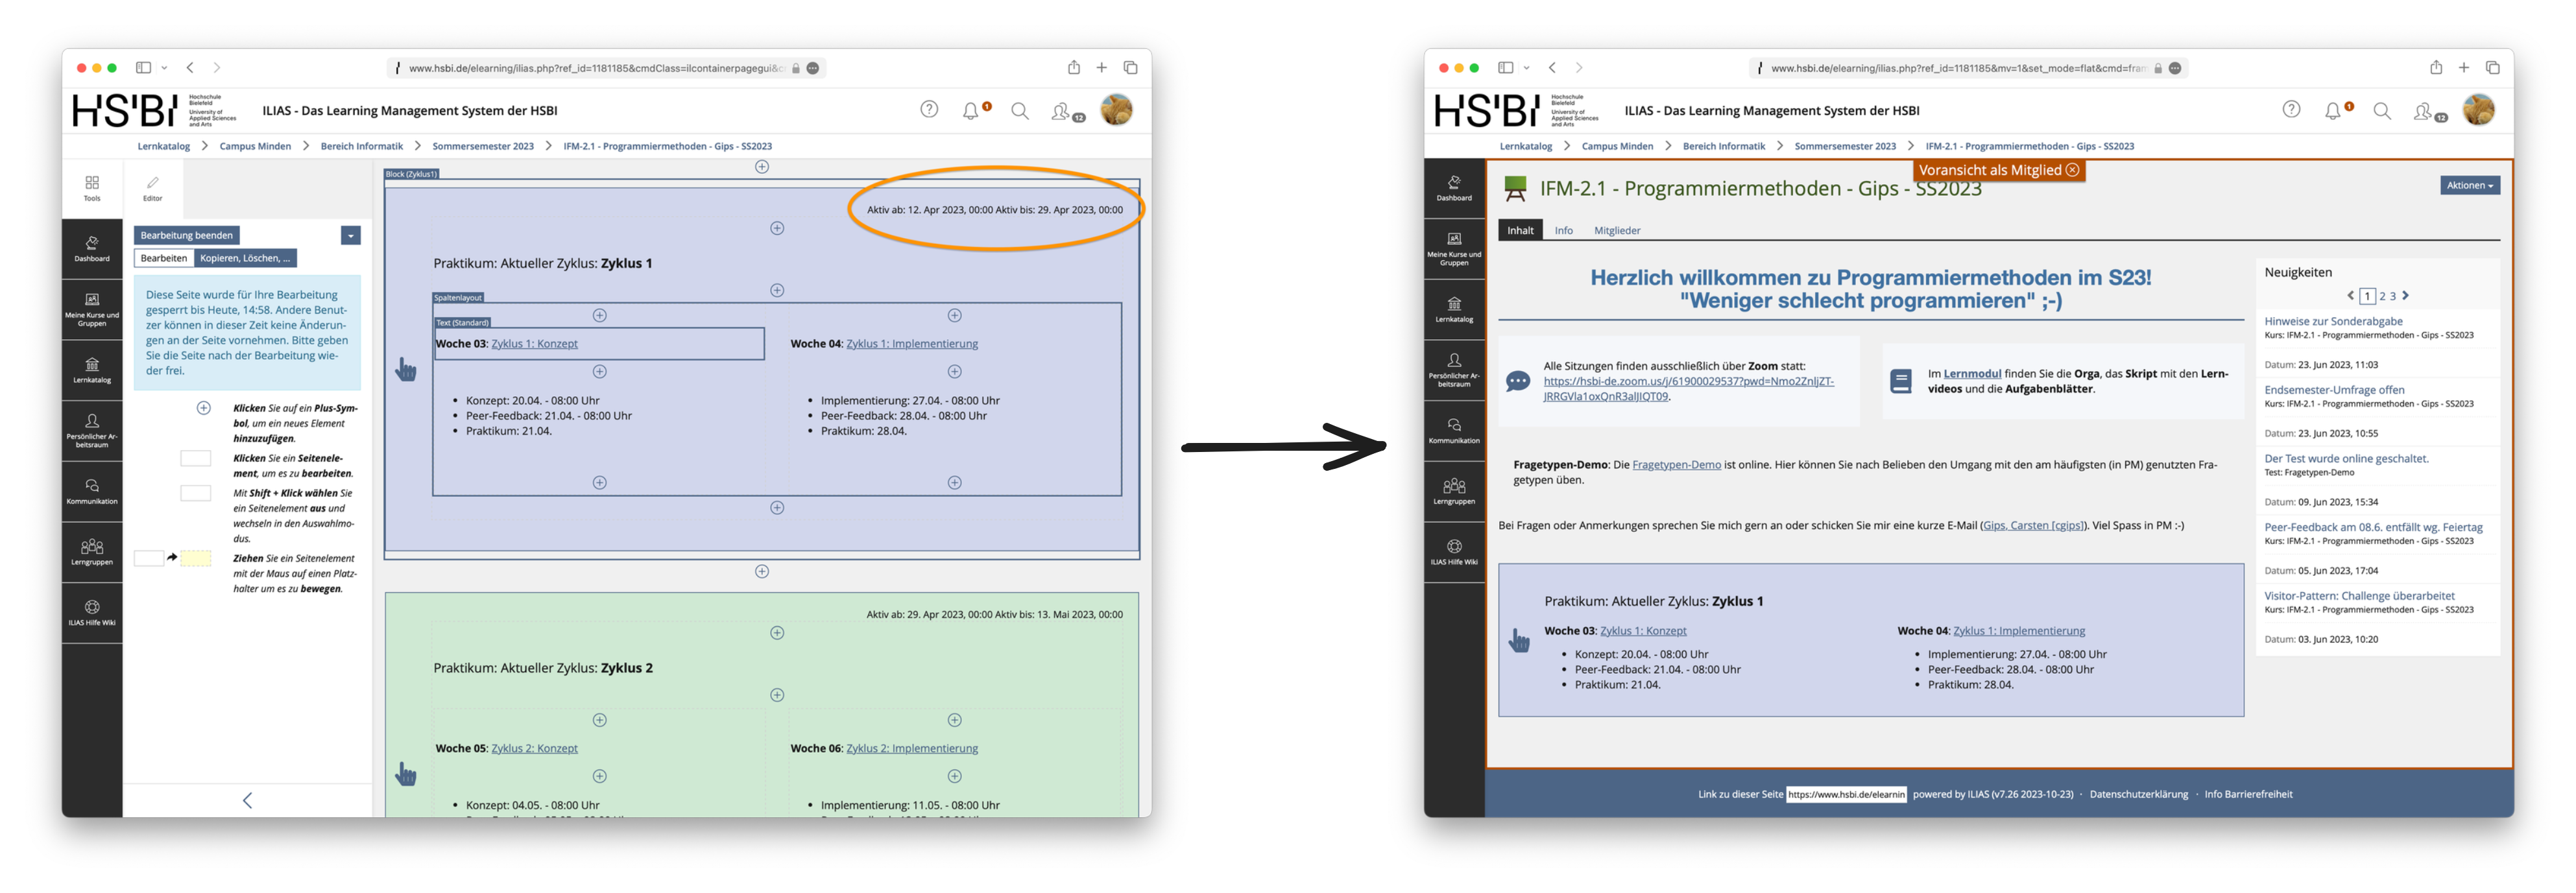 www.hsbi.de/elearning/ilias.php?ref_id=1181185&cmdClass=ilcontainerpagegui&c
HS'BI
Hochschule
Bielefeld
University of
Applied Sciences
and Arts
ILIAS - Das Learning Management System der HSBI
1
12
Lernkatalog > Campus Minden > Bereich Informatik > Sommersemester 2023 > IFM-2.1 - Programmiermethoden - Gips - SS2023
Tools
Editor
Dashboard
Meine Kurse und
Gruppen
Lernkatalog
Persönlicher Ar-
beitsraum
Kommunikation
Lerngruppen
ILIAS Hilfe Wiki
Bearbeitung beenden
Bearbeiten
Kopieren, Löschen, ...
Diese Seite wurde für Ihre Bearbeitung
gesperrt bis Heute, 14:58. Andere Benut-
zer können in dieser Zeit keine Änderun-
gen an der Seite vornehmen. Bitte geben
Sie die Seite nach der Bearbeitung wie-
der frei.
Klicken Sie auf ein Plus-Sym-
bol, um ein neues Element
hinzuzufügen.
Klicken Sie ein Seitenele-
ment, um es zu bearbeiten.
Mit Shift + Klick wählen Sie
ein Seitenelement aus und
wechseln in den Auswahlmo-
dus.
Ziehen Sie ein Seitenelement
mit der Maus auf einen Platz-
halter um es zu bewegen.
Block (Zyklus1)
Aktiv ab: 12. Apr 2023, 00:00 Aktiv bis: 29. Apr 2023, 00:00
Praktikum: Aktueller Zyklus: Zyklus 1
Spaltenlayout
Text (Standard)
Woche 03: Zyklus 1: Konzept
• Konzept: 20.04. - 08:00 Uhr
• Peer-Feedback: 21.04. - 08:00 Uhr
• Praktikum: 21.04.
Woche 04: Zyklus 1: Implementierung
• Implementierung: 27.04. - 08:00 Uhr
• Peer-Feedback: 28.04. - 08:00 Uhr
• Praktikum: 28.04.
Aktiv ab: 29. Apr 2023, 00:00 Aktiv bis: 13. Mai 2023, 00:00
Praktikum: Aktueller Zyklus: Zyklus 2
Woche 05: Zyklus 2: Konzept
• Konzept: 04.05. - 08:00 Uhr
Woche 06: Zyklus 2: Implementierung
• Implementierung: 11.05. - 08:00 Uhr
www.hsbi.de/elearning/ilias.php?ref_id=1181185&mv=1&set_mode=flat&cmd=fram
HS'BI
Hochschule
Bielefeld
University of
Applied Sciences
and Arts
ILIAS - Das Learning Management System der HSBI
1
12
Lernkatalog > Campus Minden > Bereich Informatik > Sommersemester 2023 > IFM-2.1 - Programmiermethoden - Gips - SS2023
Dashboard
Meine Kurse und
Gruppen
Lernkatalog
Persönlicher Ar-
beitsraum
Kommunikation
Lerngruppen
ILIAS Hilfe Wiki
Voransicht als Mitglied
IFM-2.1 - Programmiermethoden - Gips - SS2023
Aktionen
Inhalt
Info
Mitglieder
Herzlich willkommen zu Programmiermethoden im S23!
"Weniger schlecht programmieren" ;-)
Alle Sitzungen finden ausschließlich über Zoom statt:
https://hsbi-de.zoom.us/j/61900029537?pwd=Nmo2ZnljZT-
JRRGVla1oxQnR3alJIQT09.
Im Lernmodul finden Sie die Orga, das Skript mit den Lern-
videos und die Aufgabenblätter.
Fragetypen-Demo: Die Fragetypen-Demo ist online. Hier können Sie nach Belieben den Umgang mit den am häufigsten (in PM) genutzten Fra-
getypen üben.
Bei Fragen oder Anmerkungen sprechen Sie mich gern an oder schicken Sie mir eine kurze E-Mail (Gips, Carsten [cgips]). Viel Spass in PM :-)
Praktikum: Aktueller Zyklus: Zyklus 1
Woche 03: Zyklus 1: Konzept
• Konzept: 20.04. - 08:00 Uhr
• Peer-Feedback: 21.04. - 08:00 Uhr
• Praktikum: 21.04.
Woche 04: Zyklus 1: Implementierung
• Implementierung: 27.04. - 08:00 Uhr
• Peer-Feedback: 28.04. - 08:00 Uhr
• Praktikum: 28.04.
Neuigkeiten
1 2 3
Hinweise zur Sonderabgabe
Kurs: IFM-2.1 - Programmiermethoden - Gips - SS2023
Datum: 23. Jun 2023, 11:03
Endsemester-Umfrage offen
Kurs: IFM-2.1 - Programmiermethoden - Gips - SS2023
Datum: 23. Jun 2023, 10:55
Der Test wurde online geschaltet.
Test: Fragetypen-Demo
Datum: 09. Jun 2023, 15:34
Peer-Feedback am 08.6. entfällt wg. Feiertag
Kurs: IFM-2.1 - Programmiermethoden - Gips - SS2023
Datum: 05. Jun 2023, 17:04
Visitor-Pattern: Challenge überarbeitet
Kurs: IFM-2.1 - Programmiermethoden - Gips - SS2023
Datum: 03. Jun 2023, 10:20
Link zu dieser Seite https://www.hsbi.de/elearnin powered by ILIAS (v7.26 2023-10-23) · Datenschutzerklärung · Info Barrierefreiheit